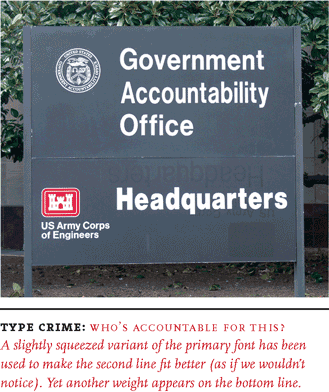 Government
Accountability
Office
Headquarters
US Army Corps
of Engineers
TYPE CRIME: WHO'S ACCOUNTABLE FOR THIS?
A slightly squeezed variant of the primary font has been
used to make the second line fit better (as if we wouldn't
notice). Yet another weight appears on the bottom line.